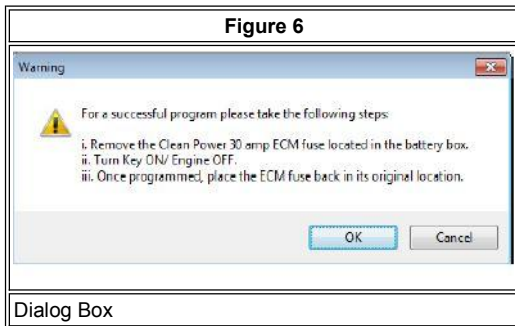 Figure 6
Warning
For a successful program please take the following steps:
i. Remove the Clean Power 30 amp ECM fuse located in the battery box.
ii. Turn Key ON/ Engine OFF.
iii. Once programmed, place the ECM fuse back in its original location.
OK Cancel
Dialog Box